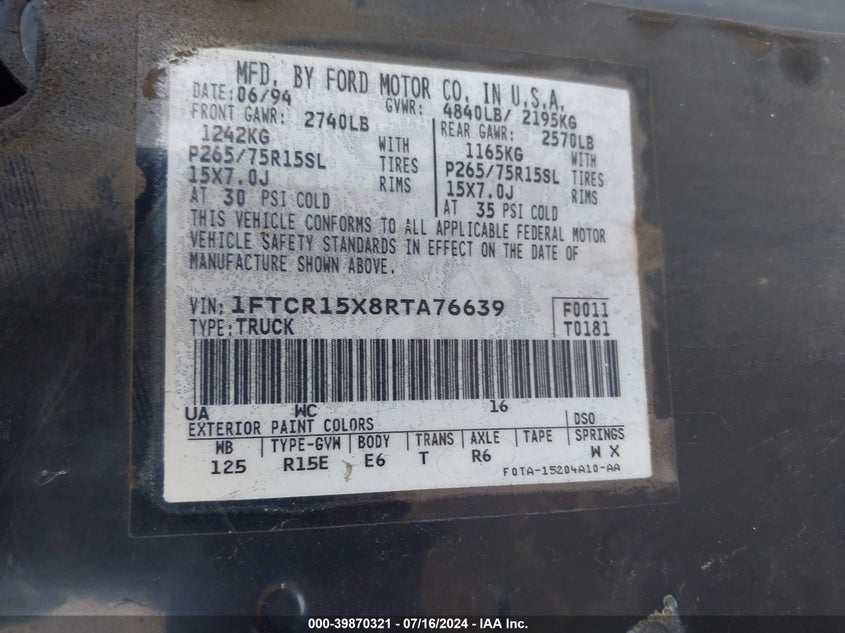 MFD. BY FORD MOTOR CO. IN U.S.A.
DATE: 06/94 GVWR: 4840LB/ 2195KG
FRONT GAWR: 2740LB REAR GAWR: 2570LB
1242KG WITH 1165KG WITH
P265/75R15SL TIRES P265/75R15SL TIRES
15X7.0J RIMS 15X7.0J RIMS
AT 30 PSI COLD AT 35 PSI COLD
THIS VEHICLE CONFORMS TO ALL APPLICABLE FEDERAL MOTOR
VEHICLE SAFETY STANDARDS IN EFFECT ON THE DATE OF
MANUFACTURE SHOWN ABOVE.
VIN: 1FTCR15X8RTA76639 F0011
TYPE: TRUCK T0181
UA WC 16
EXTERIOR PAINT COLORS DSO
WB TYPE-GVW BODY TRANS AXLE TAPE SPRINGS
125 R15E E6 T R6 W X
F0TA-15204A10-AA
000-39870321 - 07/16/2024 - IAA Inc.